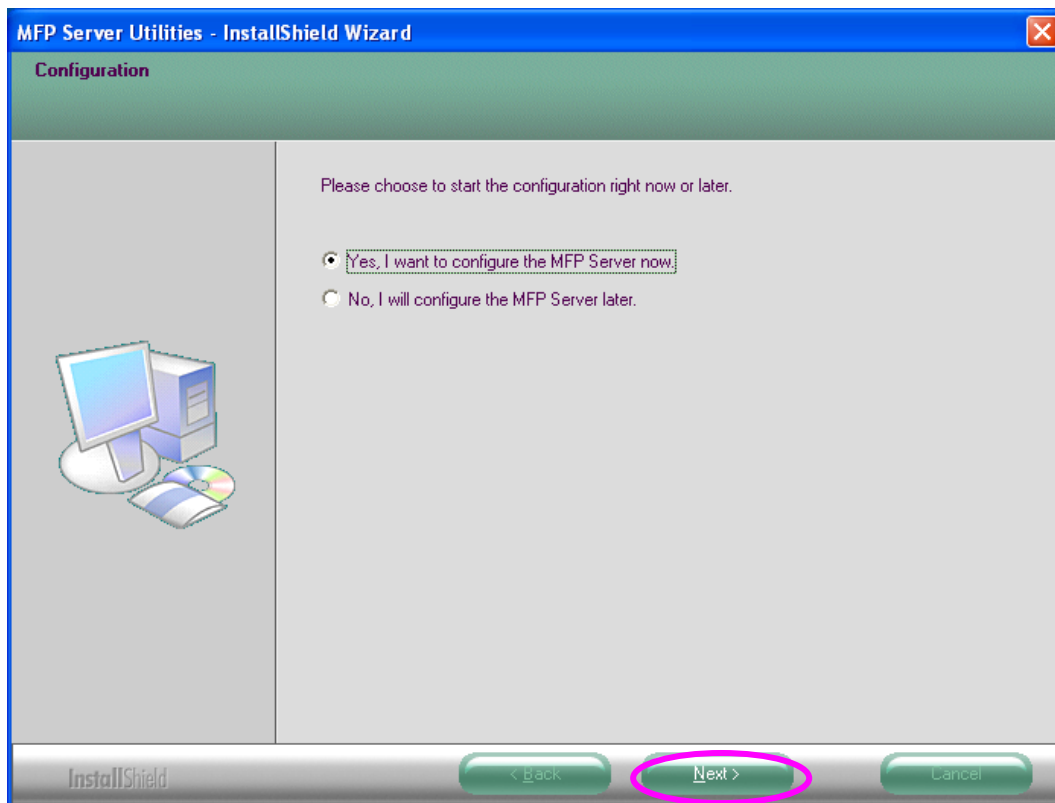 MFP Server Utilities - InstallShield Wizard
Configuration
Please choose to start the configuration right now or later.
Yes, I want to configure the MFP Server now.
No, I will configure the MFP Server later.
InstallShield
< Back
Next >
Cancel